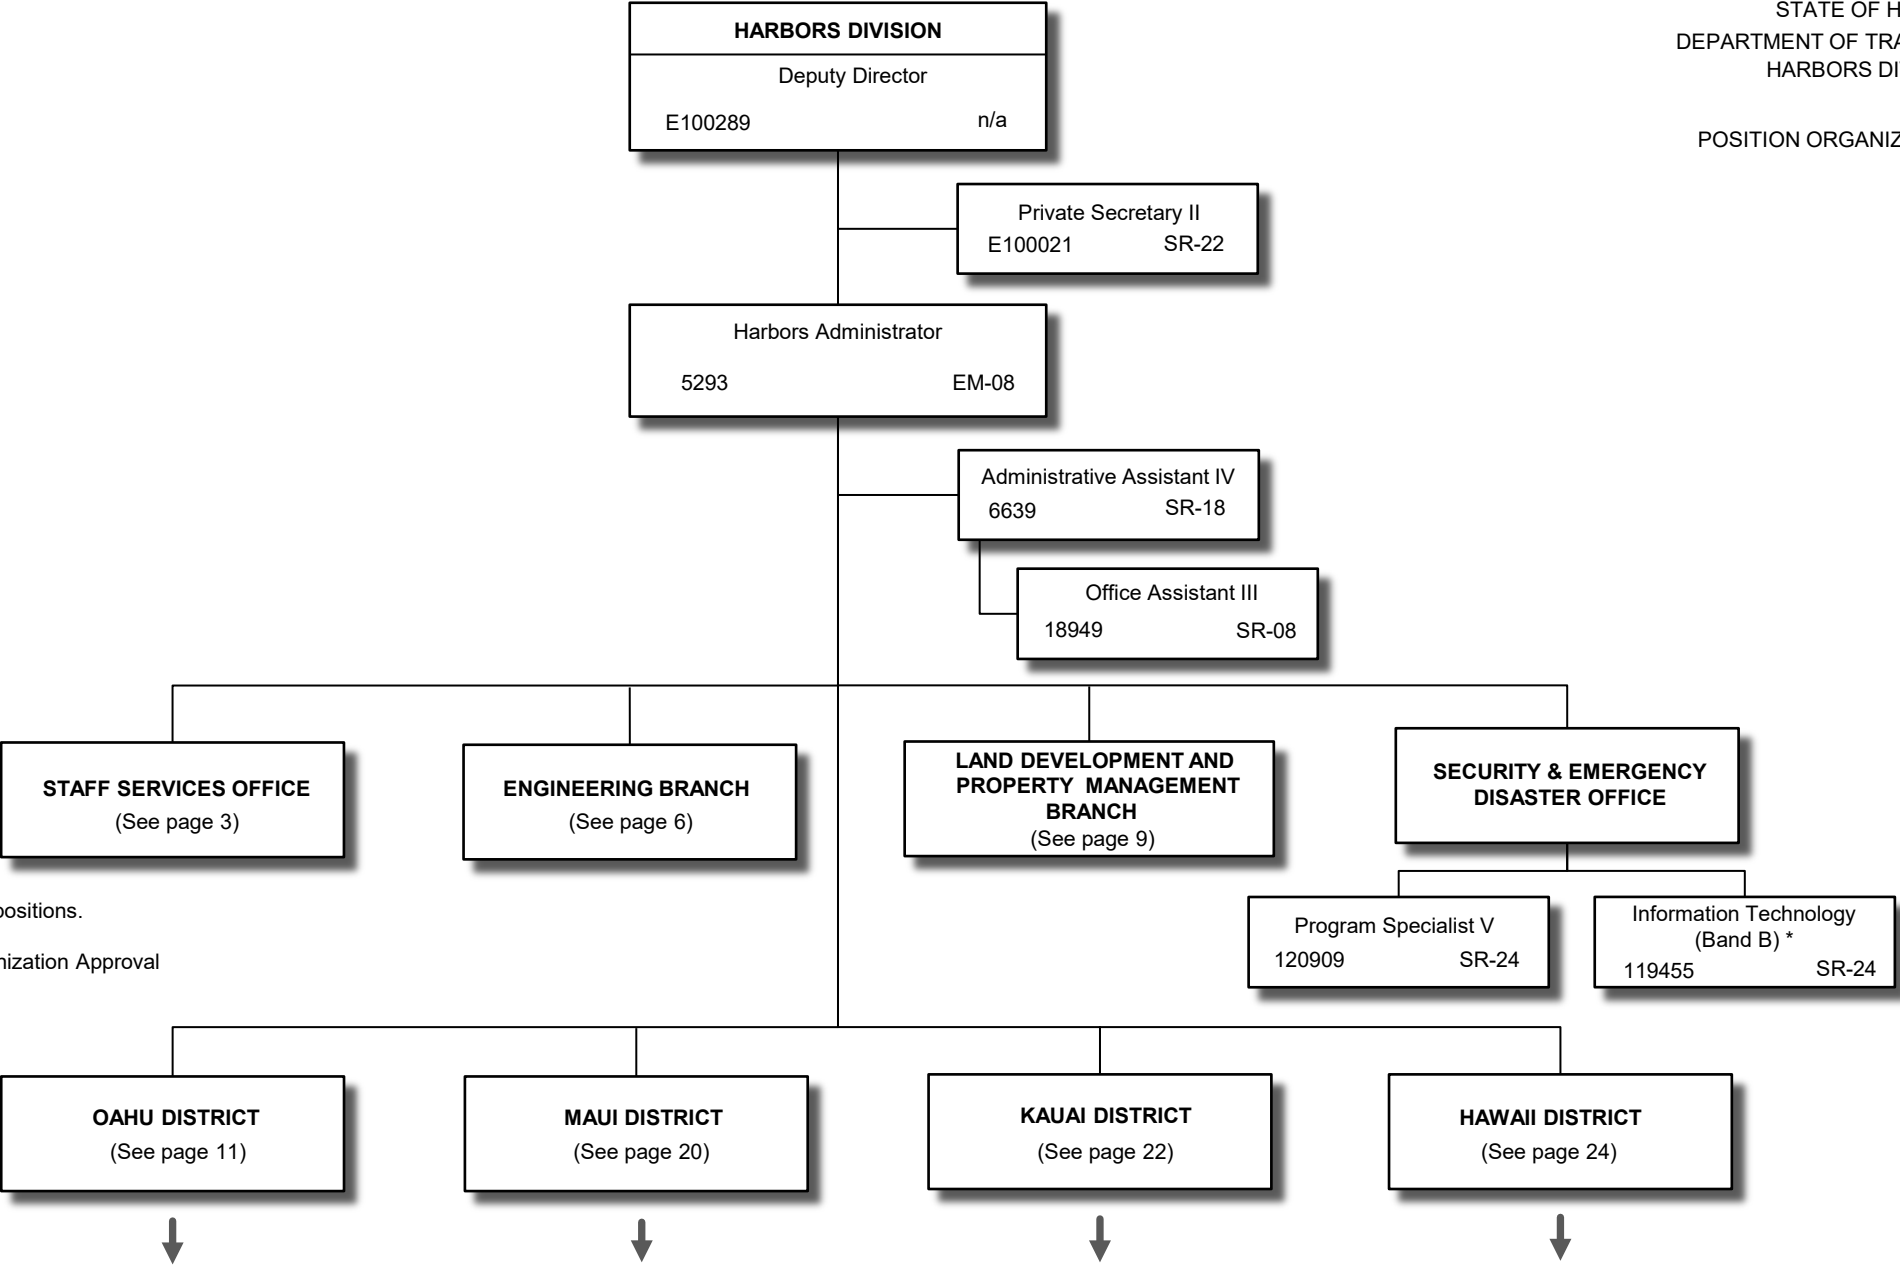 STATE OF H
DEPARTMENT OF TRA
HARBORS DI
POSITION ORGANIZ
HARBORS DIVISION
Deputy Director
E100289 n/a
Private Secretary II
E100021 SR-22
Harbors Administrator
5293 EM-08
Administrative Assistant IV
6639 SR-18
Office Assistant III
18949 SR-08
STAFF SERVICES OFFICE
(See page 3)
ENGINEERING BRANCH
(See page 6)
LAND DEVELOPMENT AND
PROPERTY MANAGEMENT
BRANCH
(See page 9)
SECURITY & EMERGENCY
DISASTER OFFICE
Program Specialist V
120909 SR-24
Information Technology
(Band B) *
119455 SR-24
positions.
nization Approval
OAHU DISTRICT
(See page 11)
MAUI DISTRICT
(See page 20)
KAUAI DISTRICT
(See page 22)
HAWAII DISTRICT
(See page 24)